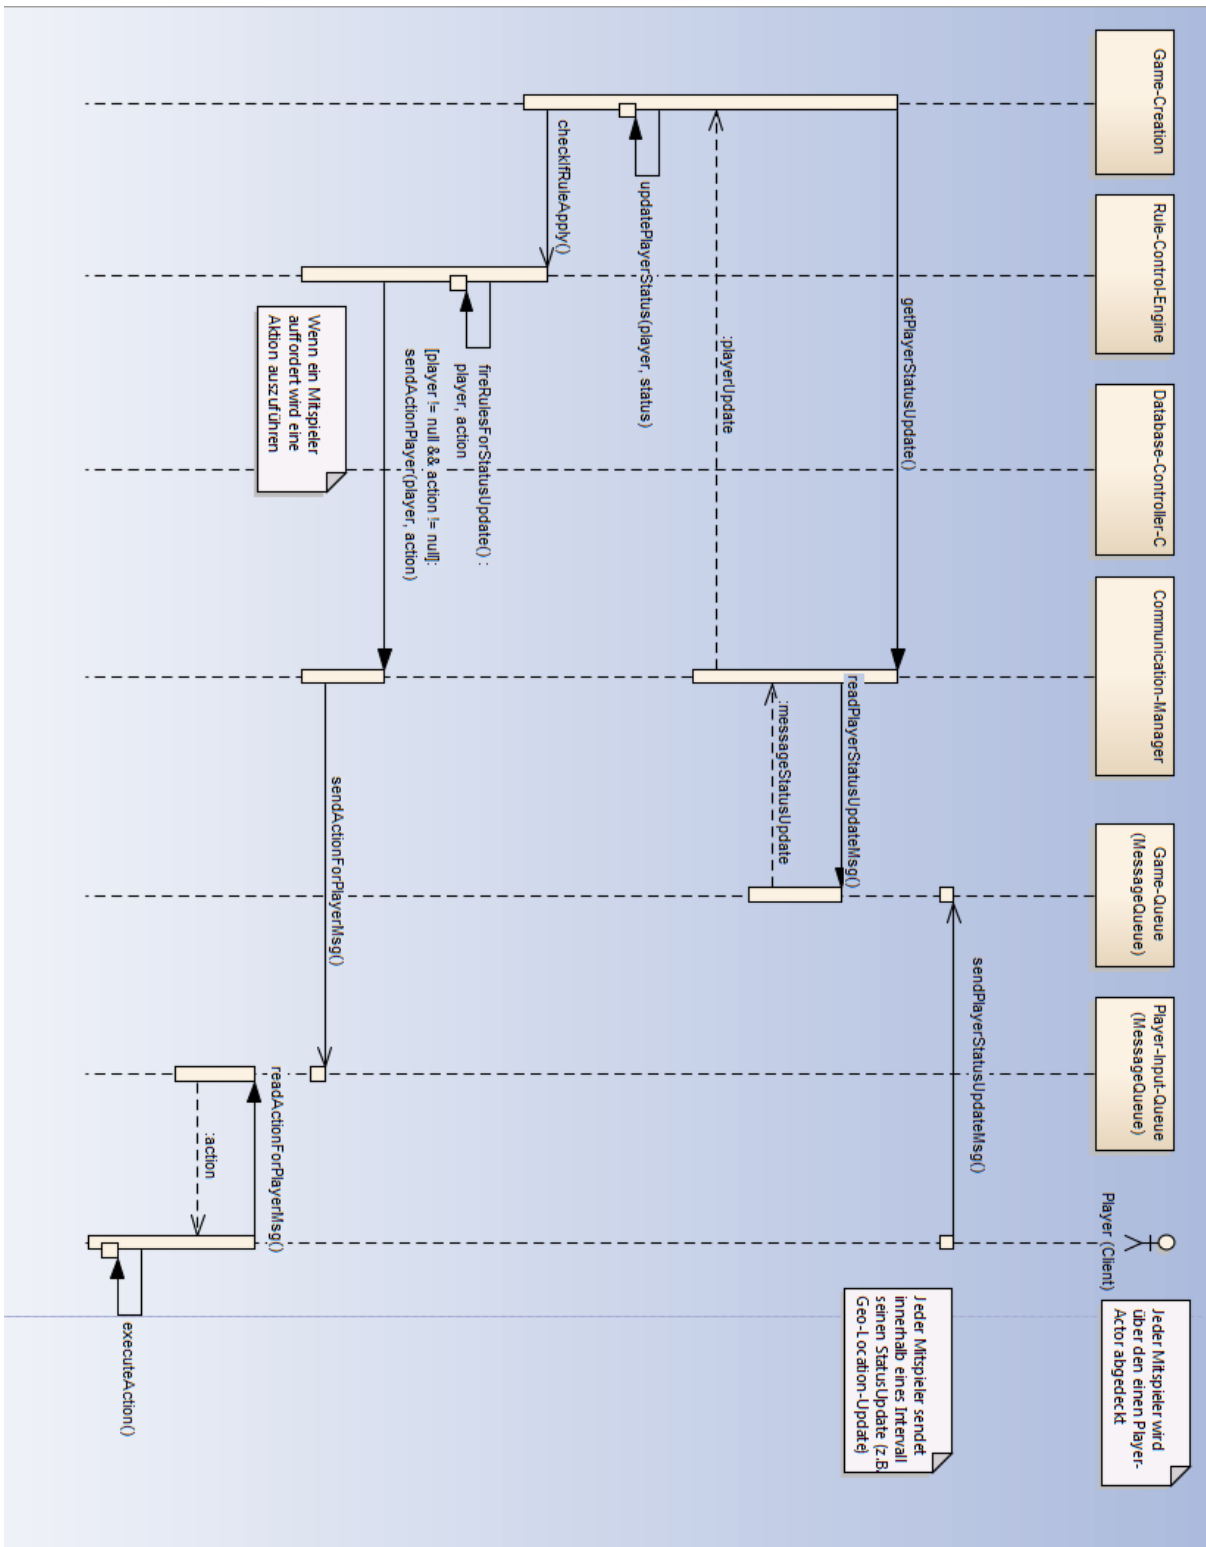 Game-Creation
Rule-Control-Engine
Database-Controller-C
Communication-Manager
Game-Queue
(MessageQueue)
Player-Input-Queue
(MessageQueue)
Player (Client)
Jeder Mitspieler wird
über den einen Player-
Actor abgedeckt
sendPlayerStatusUpdateMsg()
Jeder Mitspieler sendet
innerhalb eines Intervall
seinen StatusUpdate (z.B.
Geo-Location-Update)
getPlayerStatusUpdate()
readPlayerStatusUpdateMsg()
:messageStatusUpdate
:playerUpdate
updatePlayerStatus(player, status)
checkIfRuleApply()
fireRulesForStatusUpdate() :
player, action
[player != null && action != null]:
sendActionPlayer(player, action)
Wenn ein Mitspieler
auffordert wird eine
Aktion auszuführen
sendActionForPlayerMsg()
readActionForPlayerMsg()
:action
executeAction()